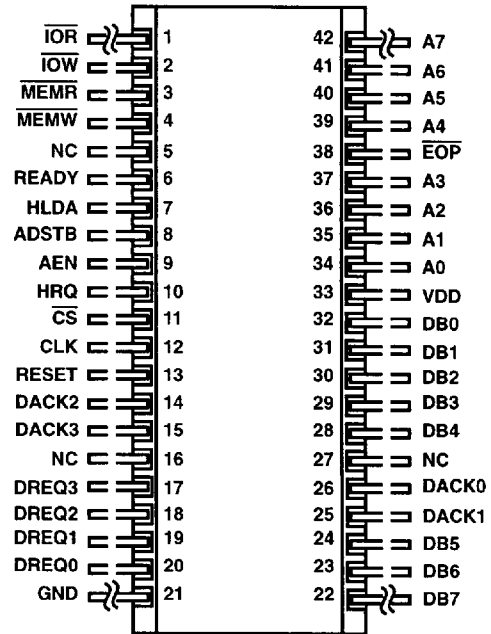 IOR 1 42 A7
IOW 2 41 A6
MEMR 3 40 A5
MEMW 4 39 A4
NC 5 38 EOP
READY 6 37 A3
HLDA 7 36 A2
ADSTB 8 35 A1
AEN 9 34 A0
HRQ 10 33 VDD
CS 11 32 DB0
CLK 12 31 DB1
RESET 13 30 DB2
DACK2 14 29 DB3
DACK3 15 28 DB4
NC 16 27 NC
DREQ3 17 26 DACK0
DREQ2 18 25 DACK1
DREQ1 19 24 DB5
DREQ0 20 23 DB6
GND 21 22 DB7